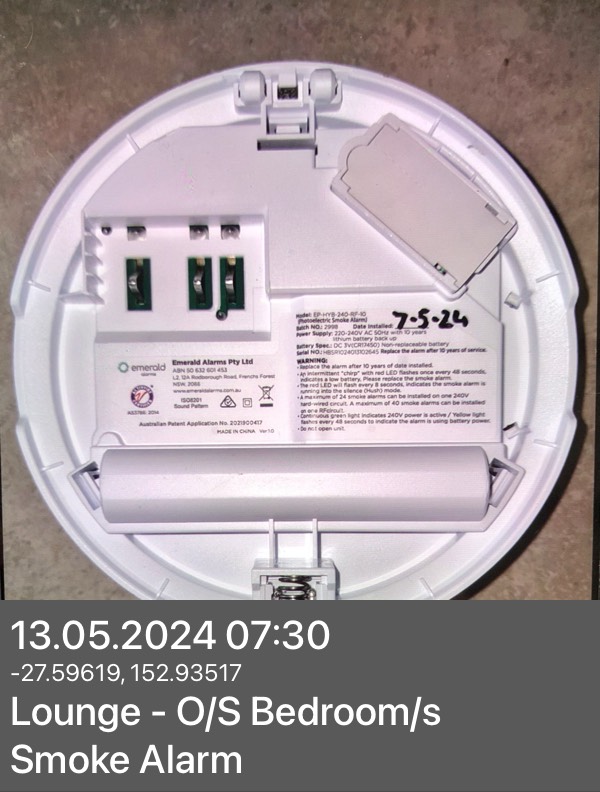 Model: EP-HYB-240-RF-10
(Photoelectric Smoke Alarm)
Batch NO.: 2998 Date Installed: 7-5-24
Power Supply: 220-240V AC 50Hz with 10 years
lithium battery back up
Battery Spec.: DC 3V(CR17450) Non-replaceable battery
Serial NO.: HBSR1024013102645 Replace the alarm after 10 years of service.
WARNING:
- Replace the alarm after 10 years of date installed.
- An intermittent "chirp" with red LED flashes once every 48 seconds,
indicates a low battery. Please replace the smoke alarm.
- The red LED will flash every 8 seconds, indicates the smoke alarm is
running into the silence (Hush) mode.
- A maximum of 24 smoke alarms can be installed on one 240V
hard-wired circuit. A maximum of 40 smoke alarms can be installed
on one RFcircuit.
- Continuous green light indicates 240V power is active / Yellow light
flashes every 48 seconds to indicate the alarm is using battery power.
- Do not open unit.
emerald
alarms
Emerald Alarms Pty Ltd
ABN 50 632 601 453
L2, 12A Rodborough Road, Frenchs Forest
NSW, 2086
www.emeraldalarms.com.au
AS3786: 2014
ISO8201
Sound Pattern
Australian Patent Application No. 2021900417
MADE IN CHINA Ver1.0
13.05.2024 07:30
-27.59619, 152.93517
Lounge - O/S Bedroom/s
Smoke Alarm